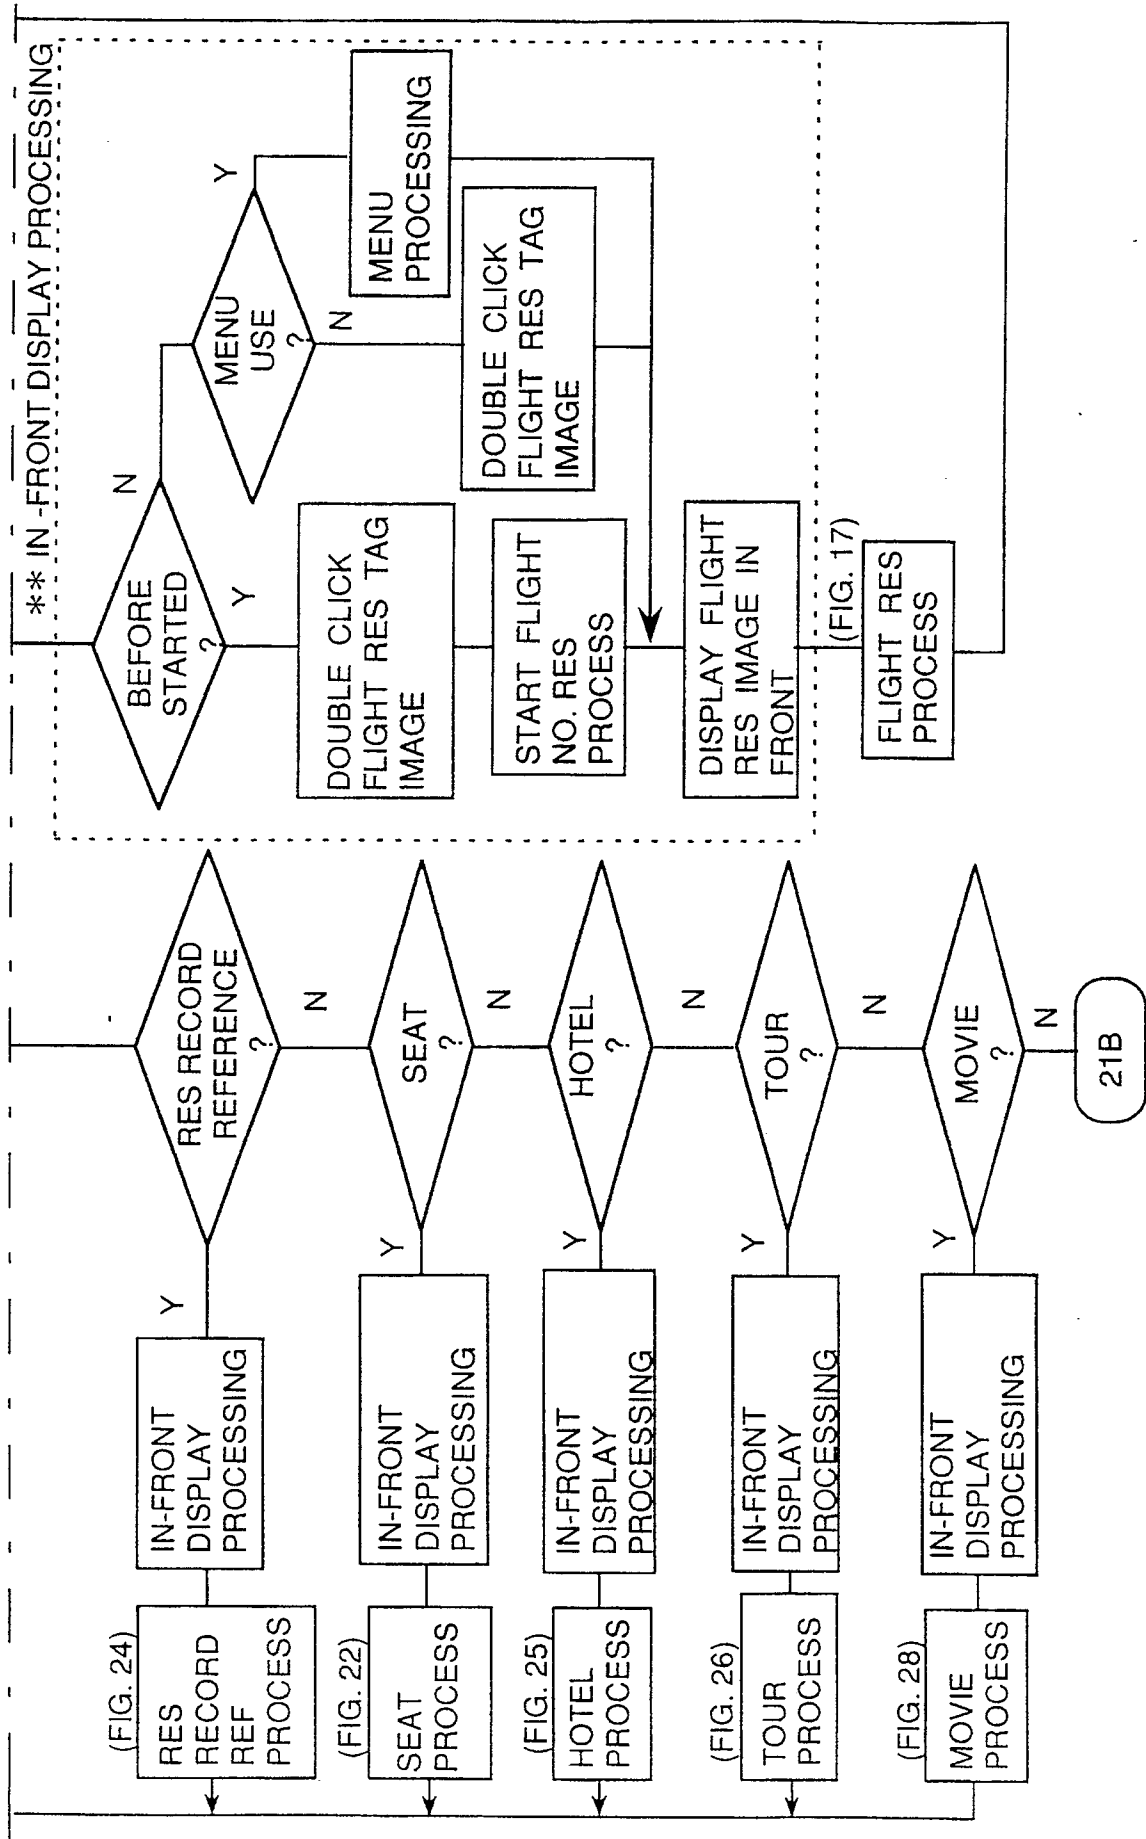 (FIG. 24)
RES
RECORD
REF
PROCESS
IN-FRONT
DISPLAY
PROCESSING
Y
RES RECORD
REFERENCE
?
N
(FIG. 22)
SEAT
PROCESS
IN-FRONT
DISPLAY
PROCESSING
Y
SEAT
?
N
(FIG. 25)
HOTEL
PROCESS
IN-FRONT
DISPLAY
PROCESSING
Y
HOTEL
?
N
(FIG. 26)
TOUR
PROCESS
IN-FRONT
DISPLAY
PROCESSING
Y
TOUR
?
N
(FIG. 28)
MOVIE
PROCESS
IN-FRONT
DISPLAY
PROCESSING
Y
MOVIE
?
N
21B
** IN-FRONT DISPLAY PROCESSING
BEFORE
STARTED
?
N
Y
MENU
USE
?
Y
N
MENU
PROCESSING
DOUBLE CLICK
FLIGHT RES TAG
IMAGE
DOUBLE CLICK
FLIGHT RES TAG
IMAGE
START FLIGHT
NO. RES
PROCESS
DISPLAY FLIGHT
RES IMAGE IN
FRONT
(FIG. 17)
FLIGHT RES
PROCESS